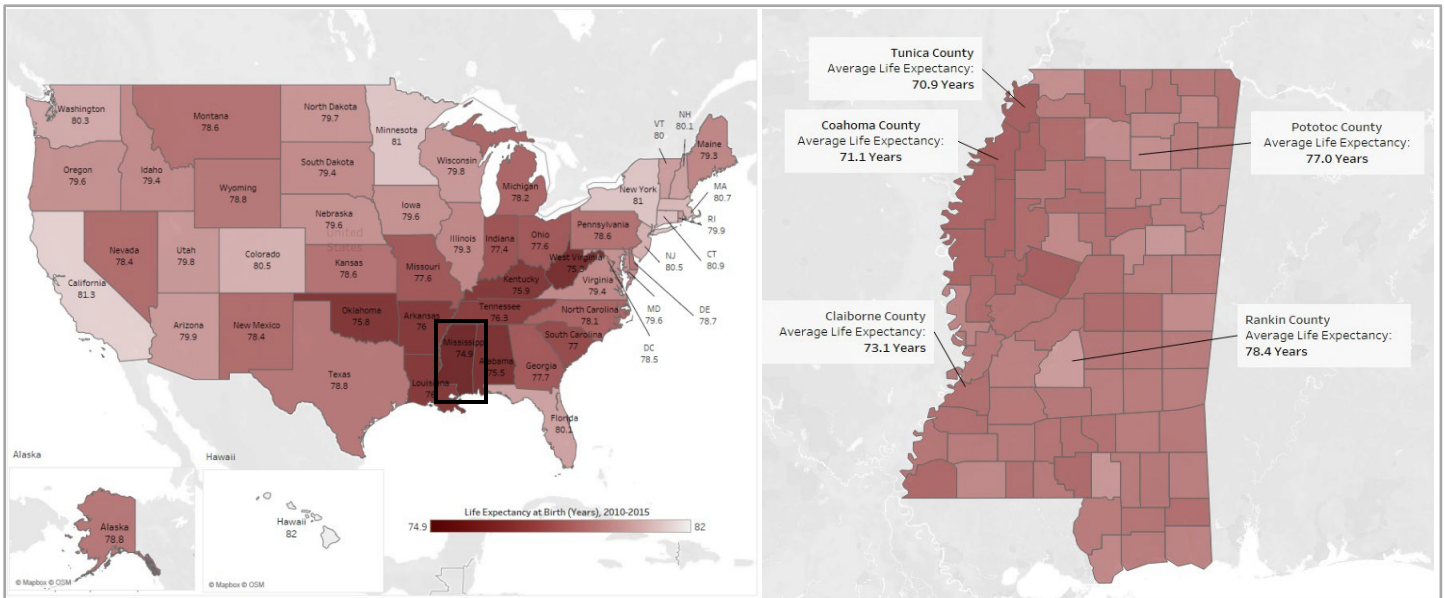 Washington
80.3
Oregon
79.6
California
81.3
Nevada
78.4
Idaho
79.4
Montana
78.6
Wyoming
78.8
Utah
79.8
Colorado
80.5
Arizona
79.9
New Mexico
78.4
North Dakota
79.7
South Dakota
79.4
Nebraska
79.6
United
States
Kansas
78.6
Oklahoma
75.8
Texas
78.8
Minnesota
81
Iowa
79.6
Missouri
77.6
Arkansas
76
Louisiana
76
Wisconsin
79.8
Illinois
79.3
Michigan
78.2
Indiana
77.4
Ohio
77.6
Kentucky
75.9
Tennessee
76.3
Mississippi
74.9
Alabama
75.5
Georgia
77.7
Florida
80.1
South Carolina
77
North Carolina
78.1
Virginia
79.4
West Virginia
Pennsylvania
78.6
New York
81
VT
80
NH
80.1
Maine
79.3
MA
80.7
RI
79.9
CT
80.9
NJ
80.5
DE
78.7
MD
79.6
DC
78.5
Alaska
Alaska
78.8
© Mapbox © OSM
Hawaii
Hawaii
82
© Mapbox © OSM
Life Expectancy at Birth (Years), 2010-2015
74.9
82
Tunica County
Average Life Expectancy:
70.9 Years
Coahoma County
Average Life Expectancy:
71.1 Years
Pototoc County
Average Life Expectancy:
77.0 Years
Claiborne County
Average Life Expectancy:
73.1 Years
Rankin County
Average Life Expectancy:
78.4 Years